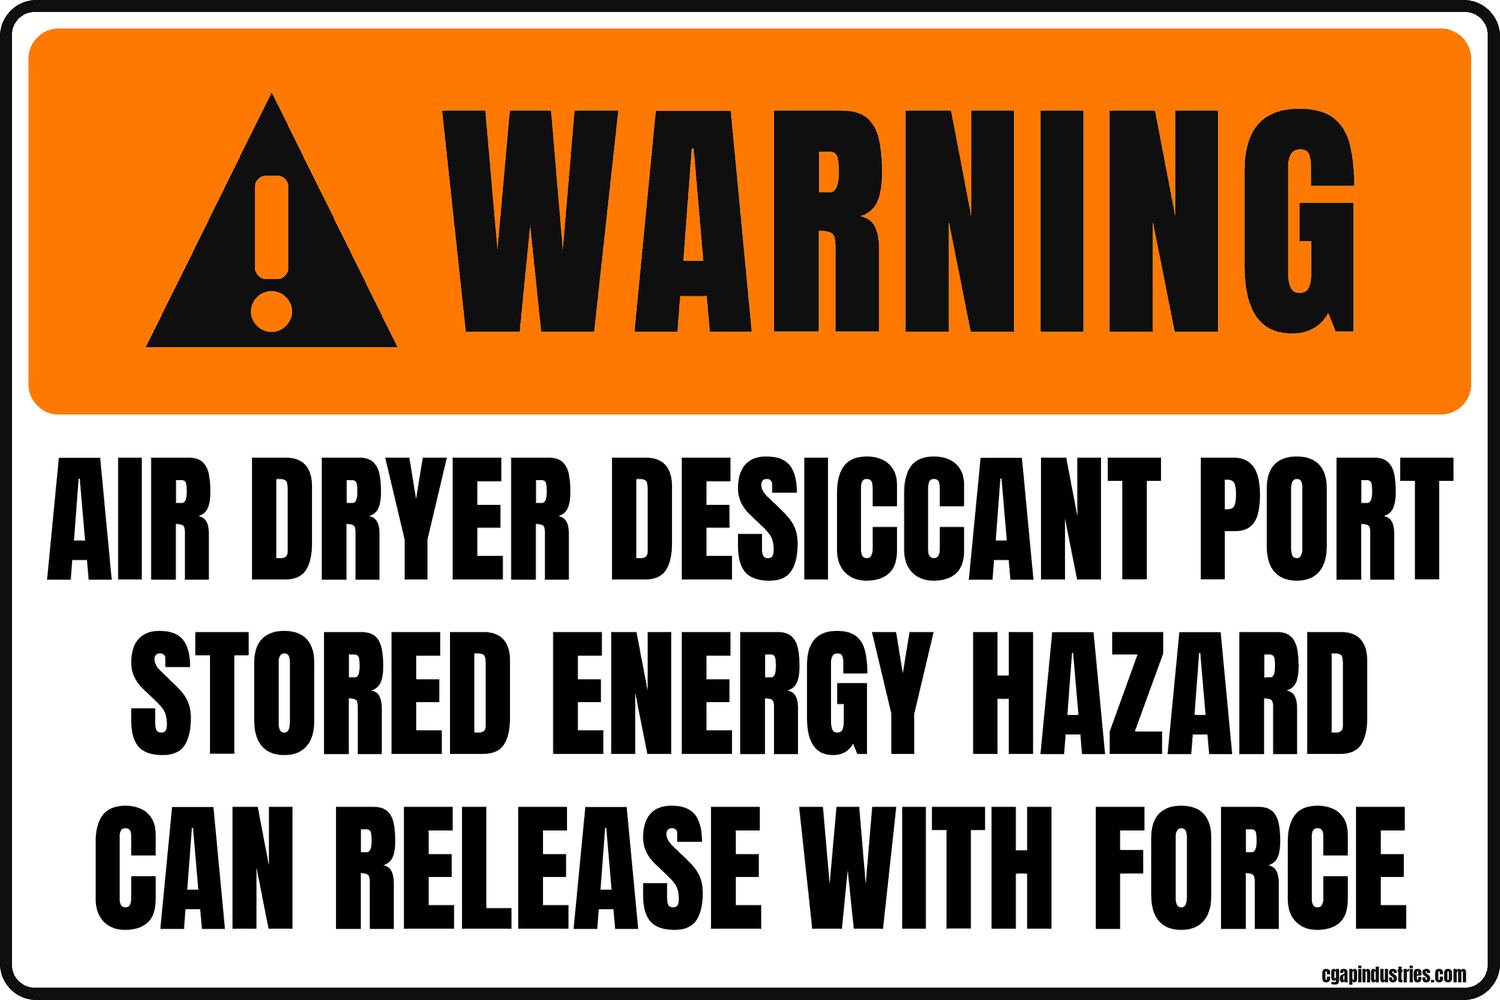 WARNING
AIR DRYER DESICCANT PORT
STORED ENERGY HAZARD
CAN RELEASE WITH FORCE
cgapindustries.com